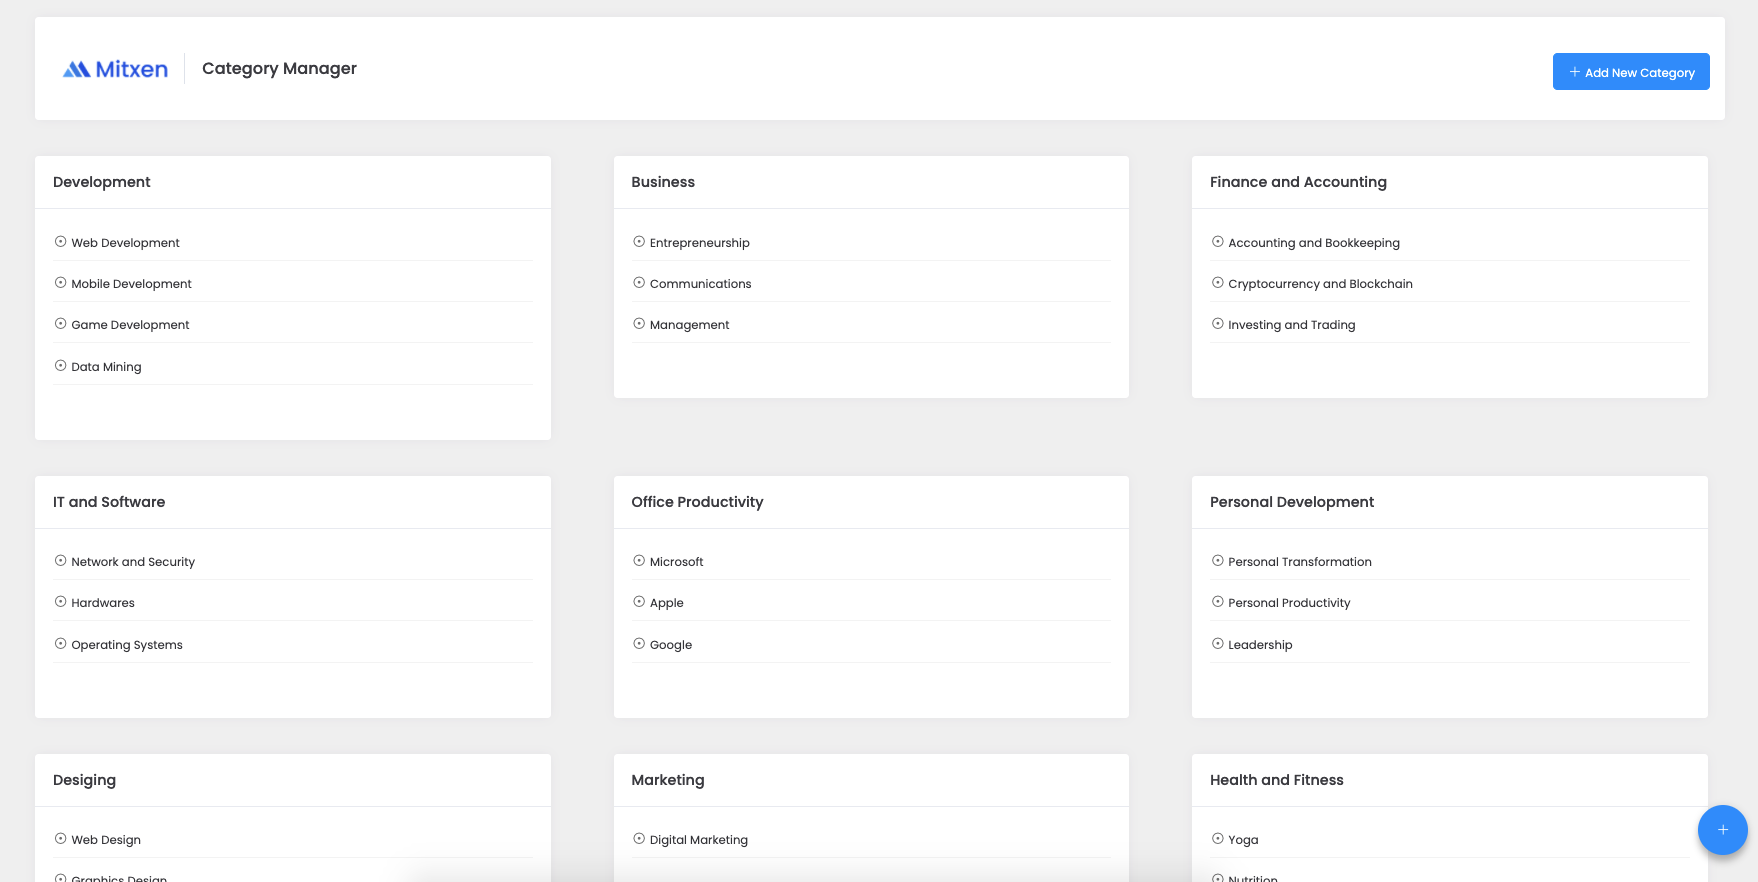 Mitxen
Category Manager
+ Add New Category
Development
Web Development
Mobile Development
Game Development
Data Mining
Business
Entrepreneurship
Communications
Management
Finance and Accounting
Accounting and Bookkeeping
Cryptocurrency and Blockchain
Investing and Trading
IT and Software
Network and Security
Hardwares
Operating Systems
Office Productivity
Microsoft
Apple
Google
Personal Development
Personal Transformation
Personal Productivity
Leadership
Desiging
Web Design
Graphics Design
Marketing
Digital Marketing
Health and Fitness
Yoga
Nutrition
+